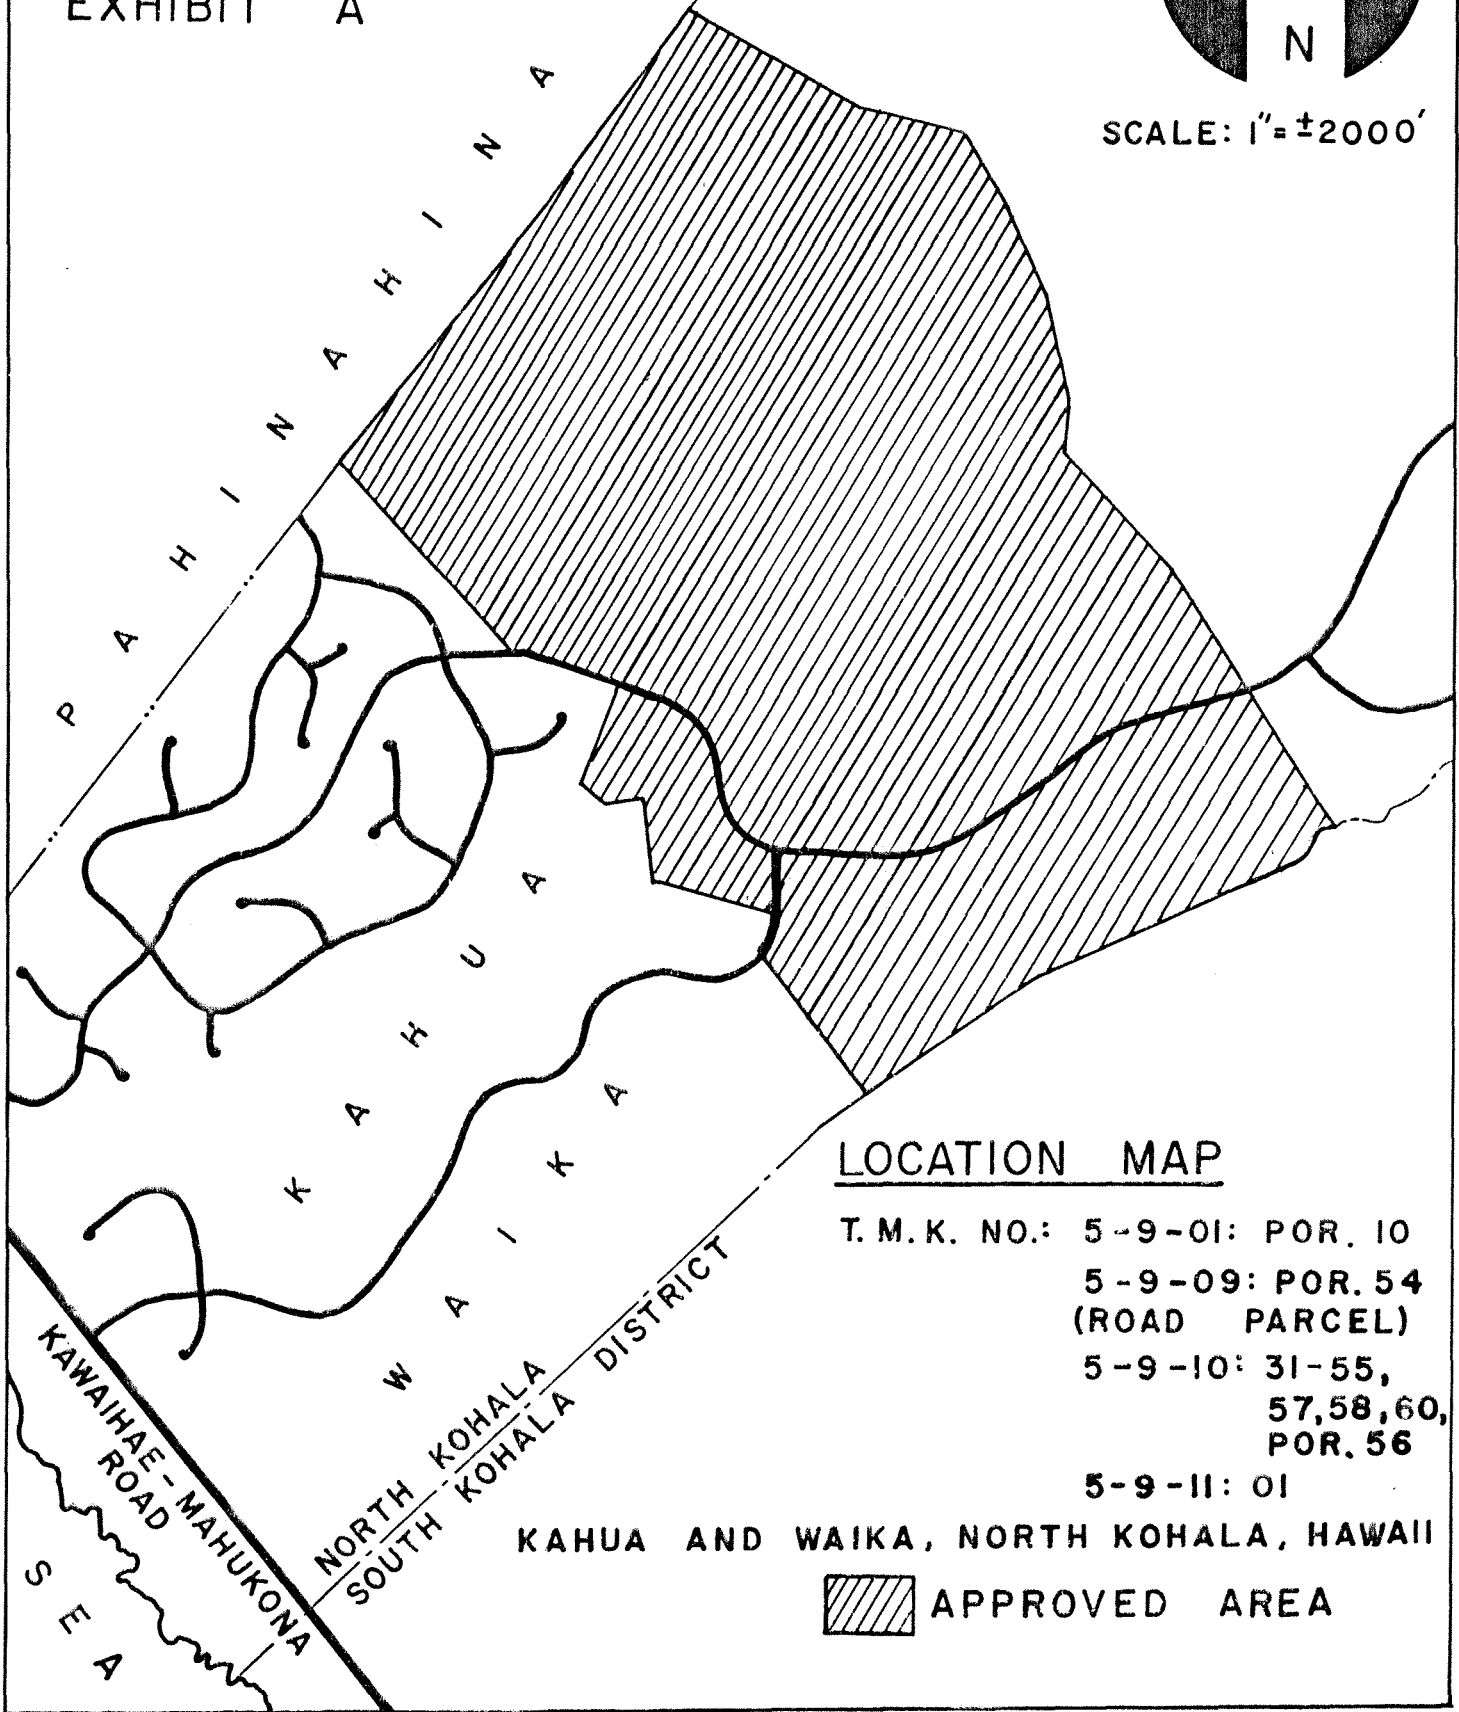 EXHIBIT A
N
SCALE: 1"=±2000'
PAHINAHINA
KAHUA
WAIKA
LOCATION MAP
T.M.K. NO.: 5-9-01: POR. 10
5-9-09: POR. 54
(ROAD PARCEL)
5-9-10: 31-55,
57,58,60,
POR. 56
5-9-11: 01
KAWAIHAE-MAHUKONA
ROAD
NORTH KOHALA
SOUTH KOHALA DISTRICT
SEA
KAHUA AND WAIKA, NORTH KOHALA, HAWAII
APPROVED AREA